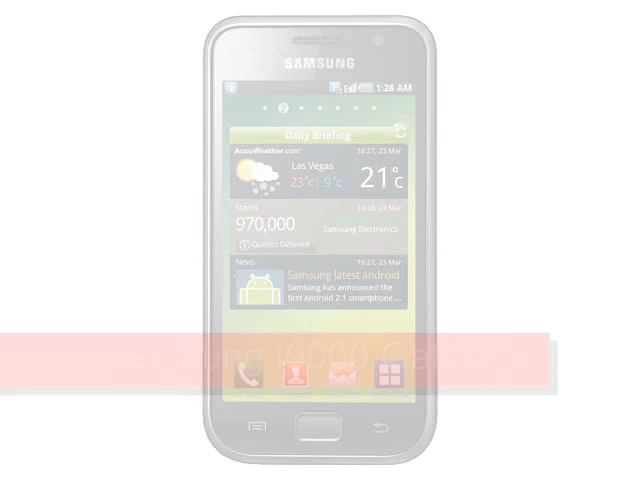 SAMSUNG
1:28 AM
2
Daily Briefing
AccuWeather.com 16:27, 23 Mar
Las Vegas
23°c | 9°c 21°c
Stocks 16:26, 23 Mar
970,000
Samsung Electronics.
Quotes Delayed
News 16:27, 23 Mar
Samsung latest android
Samsung has announced the
first Android 2.1 smartphone ...